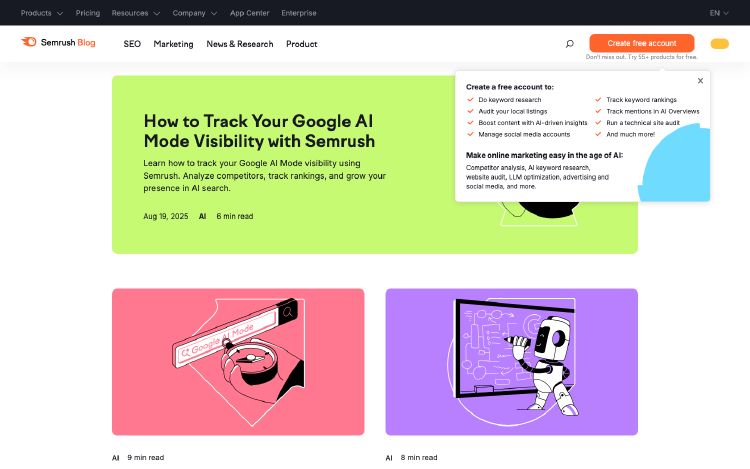 Products Pricing Resources Company App Center Enterprise EN
Semrush Blog SEO Marketing News & Research Product Create free account
Don't miss out. Try 55+ products for free.
X
Create a free account to:
Do keyword research
Track keyword rankings
Audit your local listings
Track mentions in AI Overviews
Boost content with AI-driven insights
Run a technical site audit
Manage social media accounts
And much more!
Make online marketing easy in the age of AI:
Competitor analysis, AI keyword research,
website audit, LLM optimization, advertising and
social media, and more.
How to Track Your Google AI
Mode Visibility with Semrush
Learn how to track your Google AI Mode visibility using
Semrush. Analyze competitors, track rankings, and grow your
presence in AI search.
Aug 19, 2025 AI 6 min read
Google AI Mode
AI 9 min read
AI 8 min read